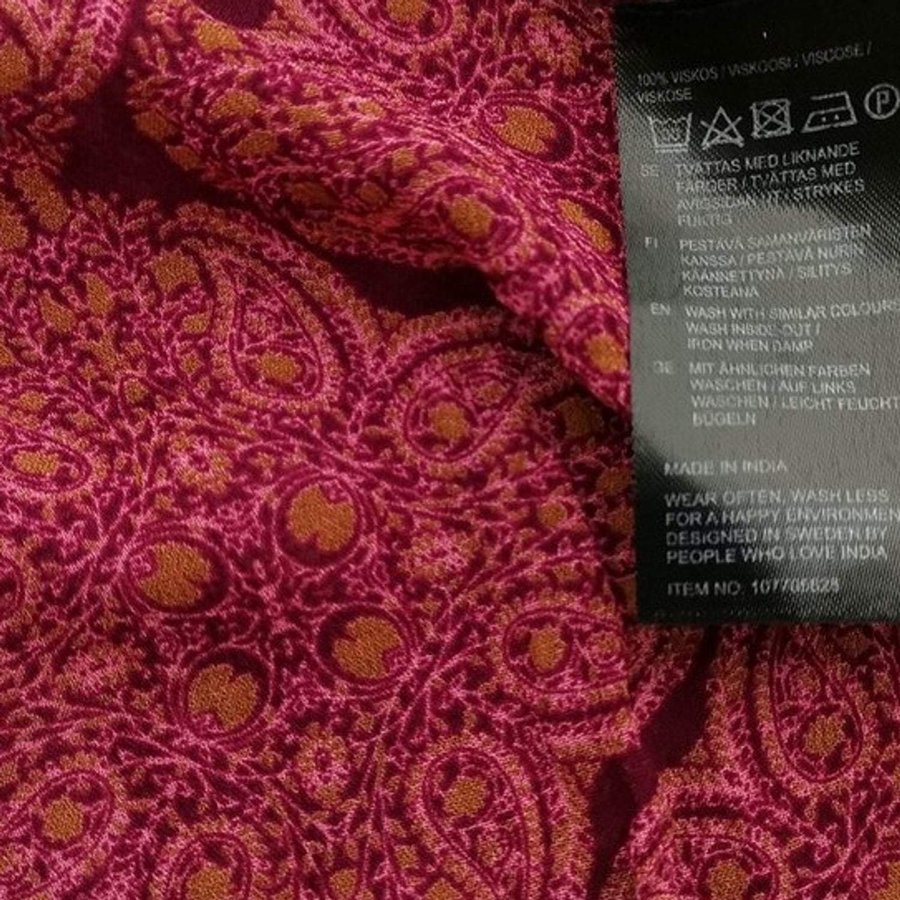 100% VISKOS / VISKOOSI / VISCOSE /
VISKOSE
P
SE TVÄTTAS MED LIKNANDE
FÄRGER / TVÄTTAS MED
AVIGSIDAN UT / STRYKES
FUKTIG
FI PESTÄVÄ SAMANVÄRISTEN
KANSSA / PESTÄVÄ NURIN
KÄÄNNETTYNÄ / SILITYS
KOSTEANA
EN WASH WITH SIMILAR COLOURS
WASH INSIDE OUT /
IRON WHEN DAMP
DE MIT ÄHNLICHEN FARBEN
WASCHEN / AUF LINKS
WASCHEN / LEICHT FEUCHT
BÜGELN
MADE IN INDIA
WEAR OFTEN, WASH LESS
FOR A HAPPY ENVIRONMEN
DESIGNED IN SWEDEN BY
PEOPLE WHO LOVE INDIA
ITEM NO.